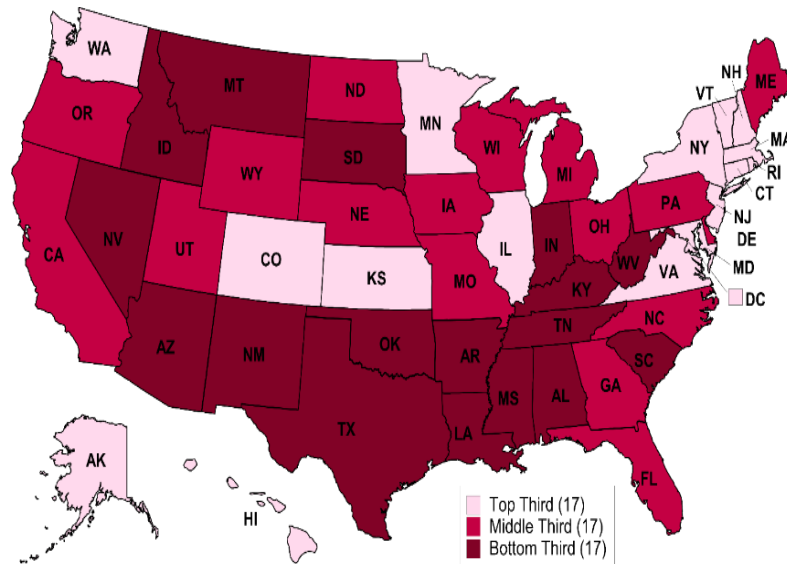 WA
MT
ND
MN
OR
ID
SD
WY
WI
MI
NY
VT
NH
ME
MA
RI
CT
NJ
DE
MD
DC
PA
NE
IA
IL
IN
OH
WV
VA
CA
NV
UT
CO
KS
MO
KY
NC
TN
SC
AZ
NM
OK
AR
MS
AL
GA
TX
LA
FL
AK
HI
Top Third (17)
Middle Third (17)
Bottom Third (17)